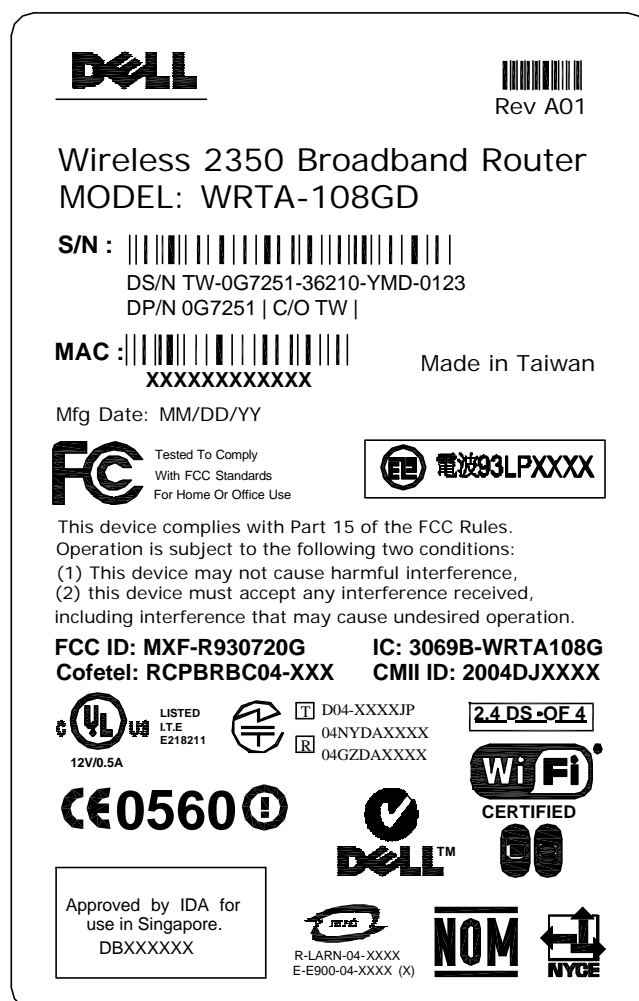 DELL
Rev A01
Wireless 2350 Broadband Router
MODEL: WRTA-108GD
S/N :
DS/N TW-0G7251-36210-YMD-0123
DP/N 0G7251 | C/O TW |
MAC :
XXXXXXXXXXXX
Made in Taiwan
Mfg Date: MM/DD/YY
FC
Tested To Comply
With FCC Standards
For Home Or Office Use
電波93LPXXXX
This device complies with Part 15 of the FCC Rules.
Operation is subject to the following two conditions:
(1) This device may not cause harmful interference,
(2) this device must accept any interference received,
including interference that may cause undesired operation.
FCC ID: MXF-R930720G
IC: 3069B-WRTA108G
Cofetel: RCPBRBC04-XXX
CMII ID: 2004DJXXXX
C UL US
LISTED
I.T.E
E218211
12V/0.5A
T D04-XXXXJP
04NYDAXXXX
R 04GZDAXXXX
2.4 DS•OF 4
Wi Fi
CERTIFIED
CE0560
DELL™
Approved by IDA for
use in Singapore.
DBXXXXXX
R-LARN-04-XXXX
E-E900-04-XXXX (X)
NOM
NYCE